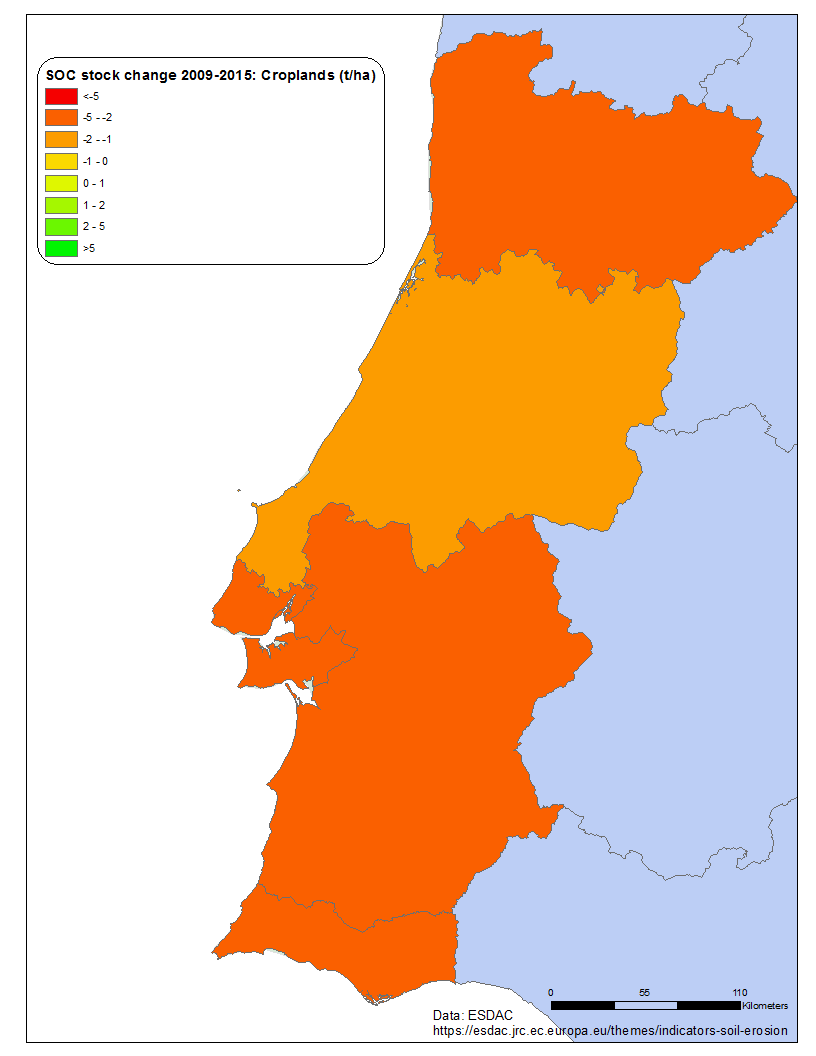 SOC stock change 2009-2015: Croplands (t/ha)
<-5
-5 - -2
-2 - -1
-1 - 0
0 - 1
1 - 2
2 - 5
>5
0 55 110
Kilometers
Data: ESDAC
https://esdac.jrc.ec.europa.eu/themes/indicators-soil-erosion